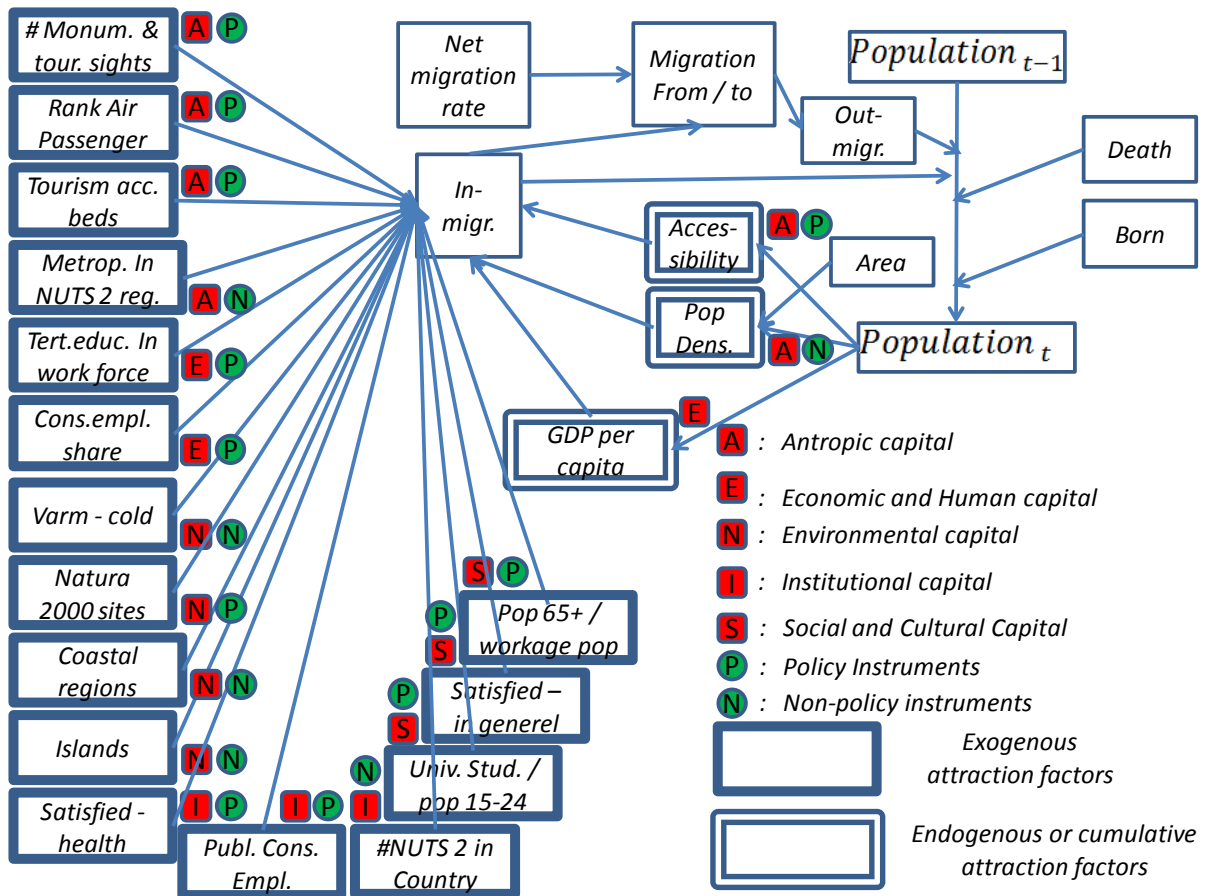 # Monum. &
tour. sights
A P
Rank Air
Passenger
A P
Tourism acc.
beds
A P
Metrop. In
NUTS 2 reg.
A N
Tert.educ. In
work force
E P
Cons.empl.
share
E P
Varm - cold
N N
Natura
2000 sites
N P
Coastal
regions
N N
Islands
N N
Satisfied -
health
I P
Publ. Cons.
Empl.
I P
#NUTS 2 in
Country
N
I
Univ. Stud. /
pop 15-24
P
S
Satisfied –
in generel
P
S
Pop 65+ /
workage pop
S P
Net
migration
rate
Migration
From / to
Out-
migr.
In-
migr.
Population t−1
Death
Born
Acces-
sibility
A P
Area
Pop
Dens.
A N
Population t
GDP per
capita
E
A : Antropic capital
E : Economic and Human capital
N : Environmental capital
I : Institutional capital
S : Social and Cultural Capital
P : Policy Instruments
N : Non-policy instruments
Exogenous
attraction factors
Endogenous or cumulative
attraction factors